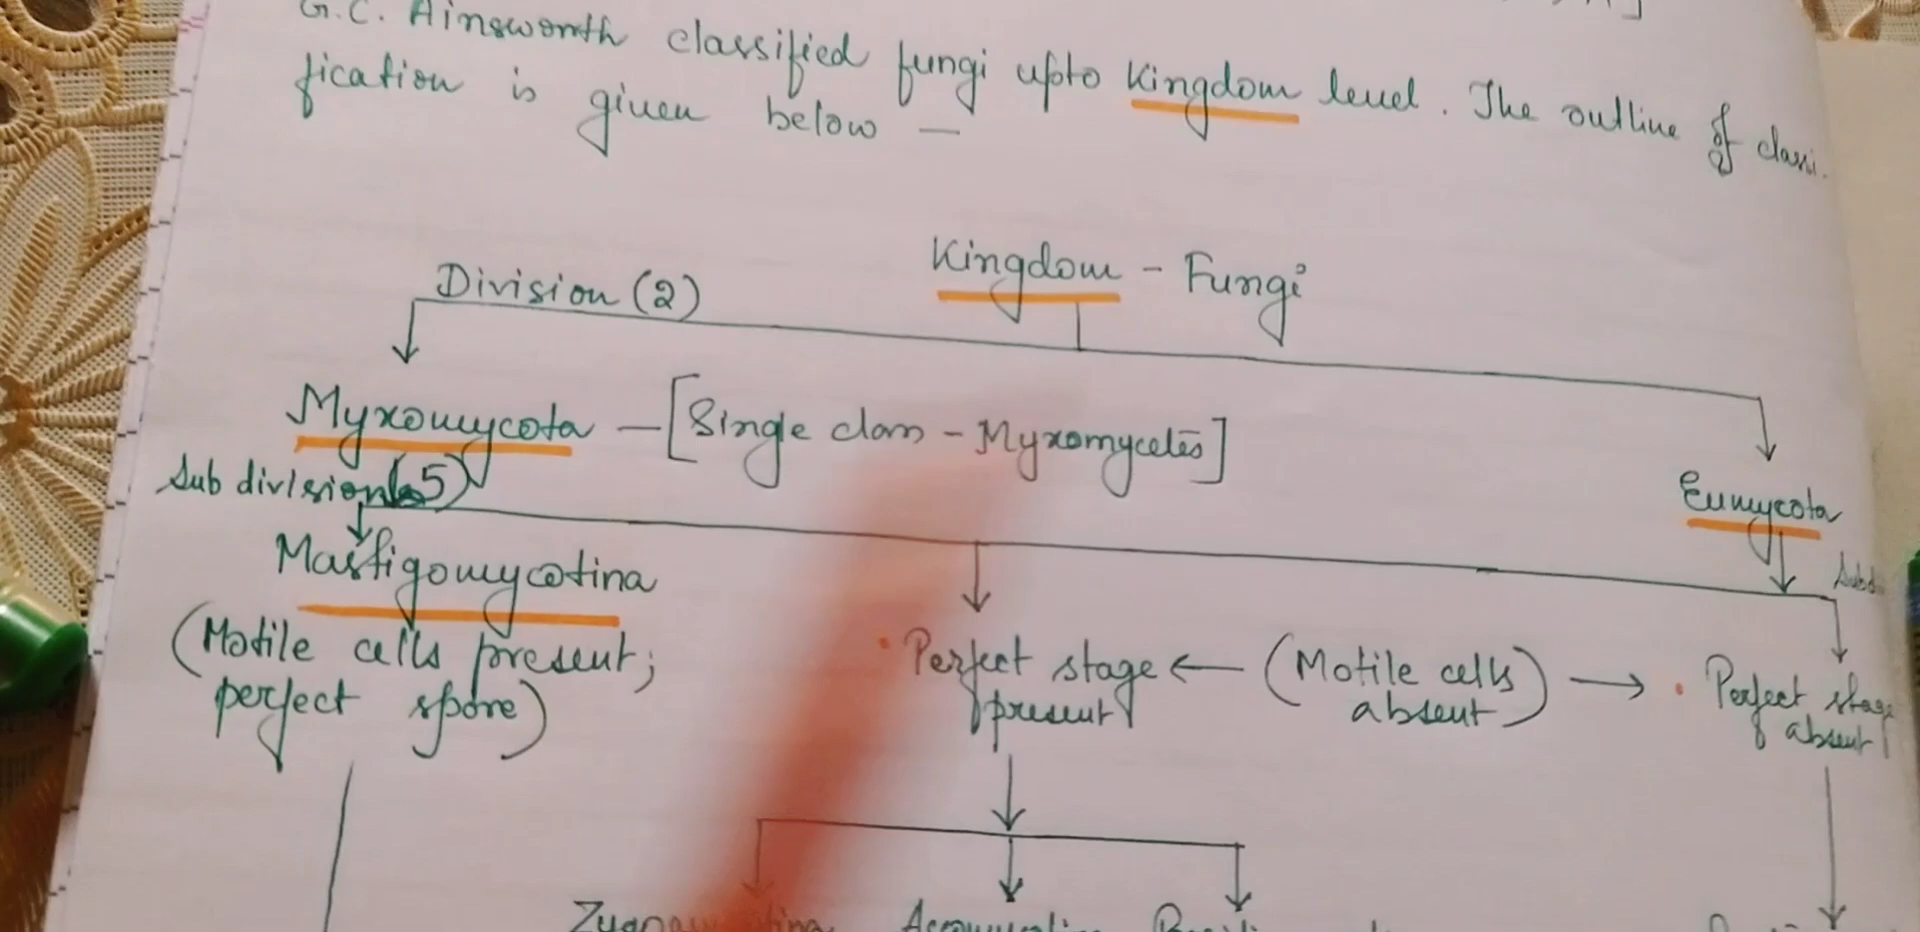 G.C. Ainsworth classified fungi upto Kingdom level. The outline of classi.
fication is given below —
Kingdom - Fungi
Division (2)
Myxomycota — [Single class - Myxomycetes]
Eumycota
Sub division (5)
Mastigomycotina
(Motile cells present;
perfect spore)
Perfect stage ← (Motile cells → Perfect stage
present absent) absent